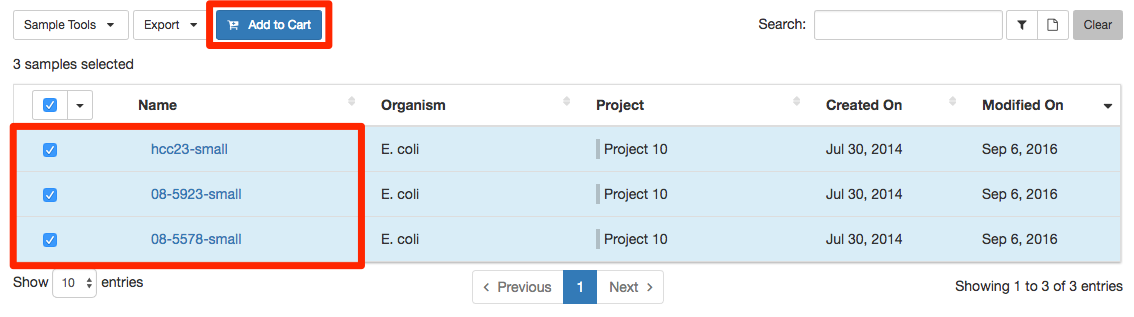 Sample Tools Export Add to Cart Search: Clear
3 samples selected
Name Organism Project Created On Modified On
hcc23-small E. coli Project 10 Jul 30, 2014 Sep 6, 2016
08-5923-small E. coli Project 10 Jul 30, 2014 Sep 6, 2016
08-5578-small E. coli Project 10 Jul 30, 2014 Sep 6, 2016
Show 10 entries Previous 1 Next Showing 1 to 3 of 3 entries